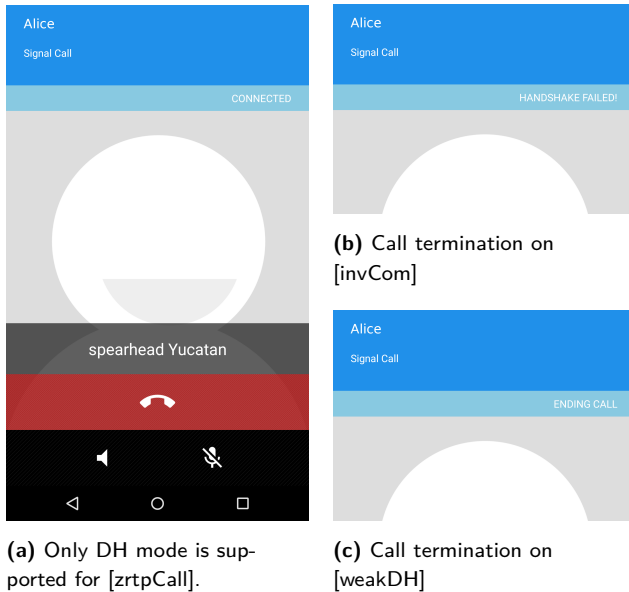 Alice
Signal Call
CONNECTED
spearhead Yucatan
(a) Only DH mode is sup-
ported for [zrtpCall].
Alice
Signal Call
HANDSHAKE FAILED!
(b) Call termination on
[invCom]
Alice
Signal Call
ENDING CALL
(c) Call termination on
[weakDH]